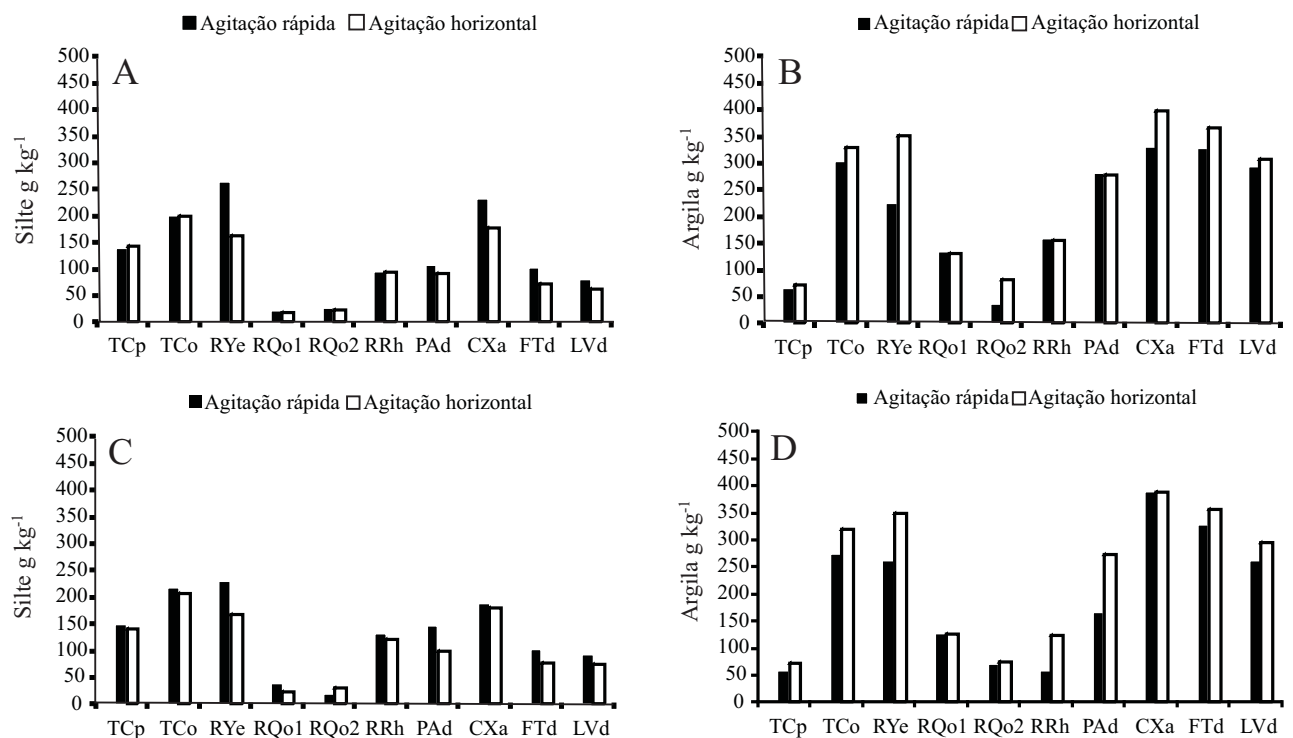 ■Agitação rápida □Agitação horizontal
A
Silte g kg-1
500
450
400
350
300
250
200
150
100
50
0
TCp TCo RYe RQo1 RQo2 RRh PAd CXa FTd LVd
■ Agitação rápida □Agitação horizontal
B
Argila g kg-1
500
450
400
350
300
250
200
150
100
50
0
TCp TCo RYe RQo1 RQo2 RRh PAd CXa FTd LVd
■Agitação rápida □Agitação horizontal
C
Silte g kg-1
500
450
400
350
300
250
200
150
100
50
0
TCp TCo RYe RQo1 RQo2 RRh PAd CXa FTd LVd
■ Agitação rápida □Agitação horizontal
D
Argila g kg-1
500
450
400
350
300
250
200
150
100
50
0
TCp TCo RYe RQo1 RQo2 RRh PAd CXa FTd LVd